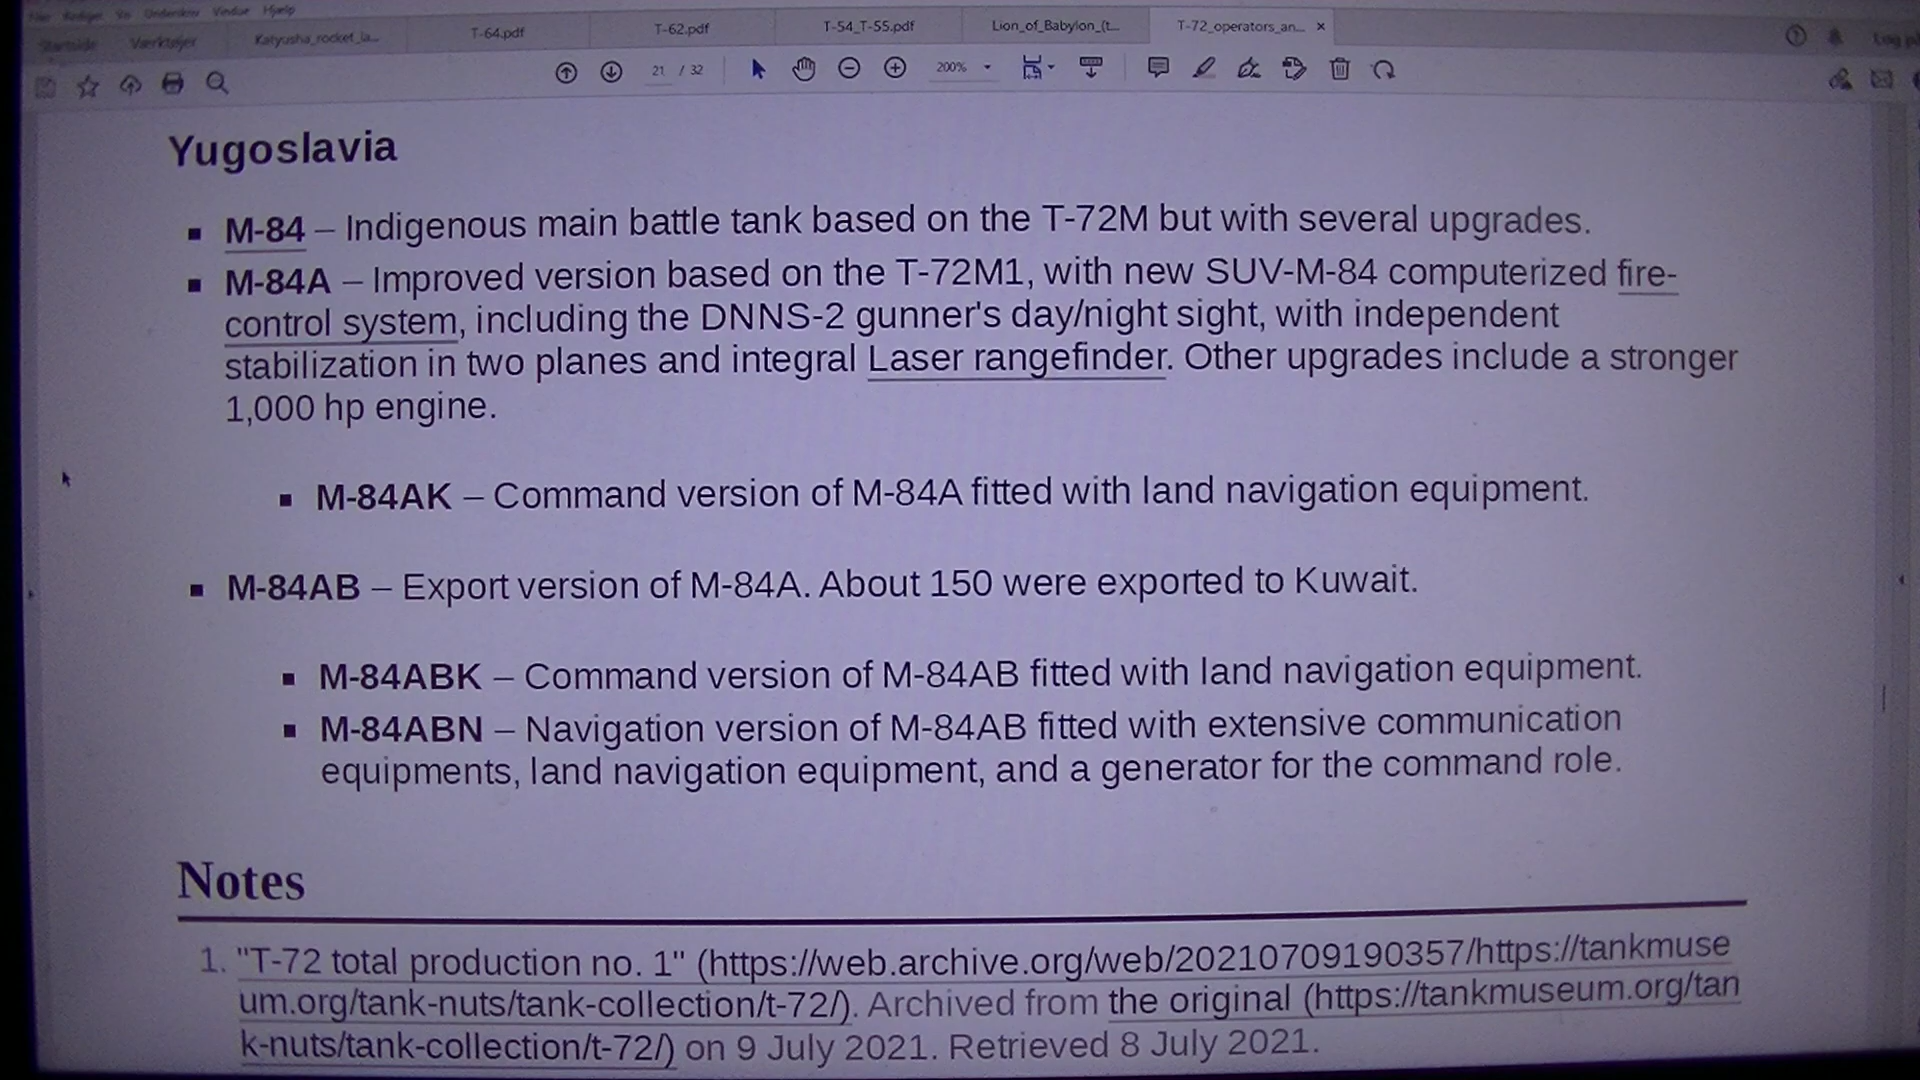 Vindue Hjælp
Startside Værktøjer Katyusha_rocket_la... T-64.pdf T-62.pdf T-54_T-55.pdf Lion_of_Babylon_(t... T-72_operators_an... ×
21 / 32 200%
Yugoslavia
▪ M-84 – Indigenous main battle tank based on the T-72M but with several upgrades.
▪ M-84A – Improved version based on the T-72M1, with new SUV-M-84 computerized fire-
control system, including the DNNS-2 gunner's day/night sight, with independent
stabilization in two planes and integral Laser rangefinder. Other upgrades include a stronger
1,000 hp engine.
▪ M-84AK – Command version of M-84A fitted with land navigation equipment.
▪ M-84AB – Export version of M-84A. About 150 were exported to Kuwait.
▪ M-84ABK – Command version of M-84AB fitted with land navigation equipment.
▪ M-84ABN – Navigation version of M-84AB fitted with extensive communication
equipments, land navigation equipment, and a generator for the command role.
Notes
1. "T-72 total production no. 1" (https://web.archive.org/web/20210709190357/https://tankmuse
um.org/tank-nuts/tank-collection/t-72/). Archived from the original (https://tankmuseum.org/tan
k-nuts/tank-collection/t-72/) on 9 July 2021. Retrieved 8 July 2021.